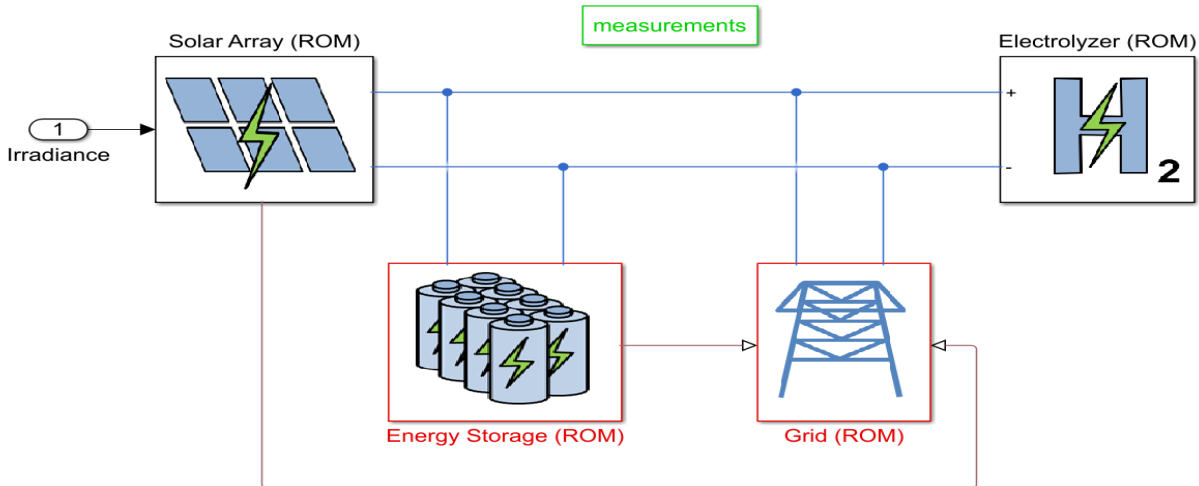 measurements
Solar Array (ROM)
Electrolyzer (ROM)
1
Irradiance
+
-
2
Energy Storage (ROM)
Grid (ROM)